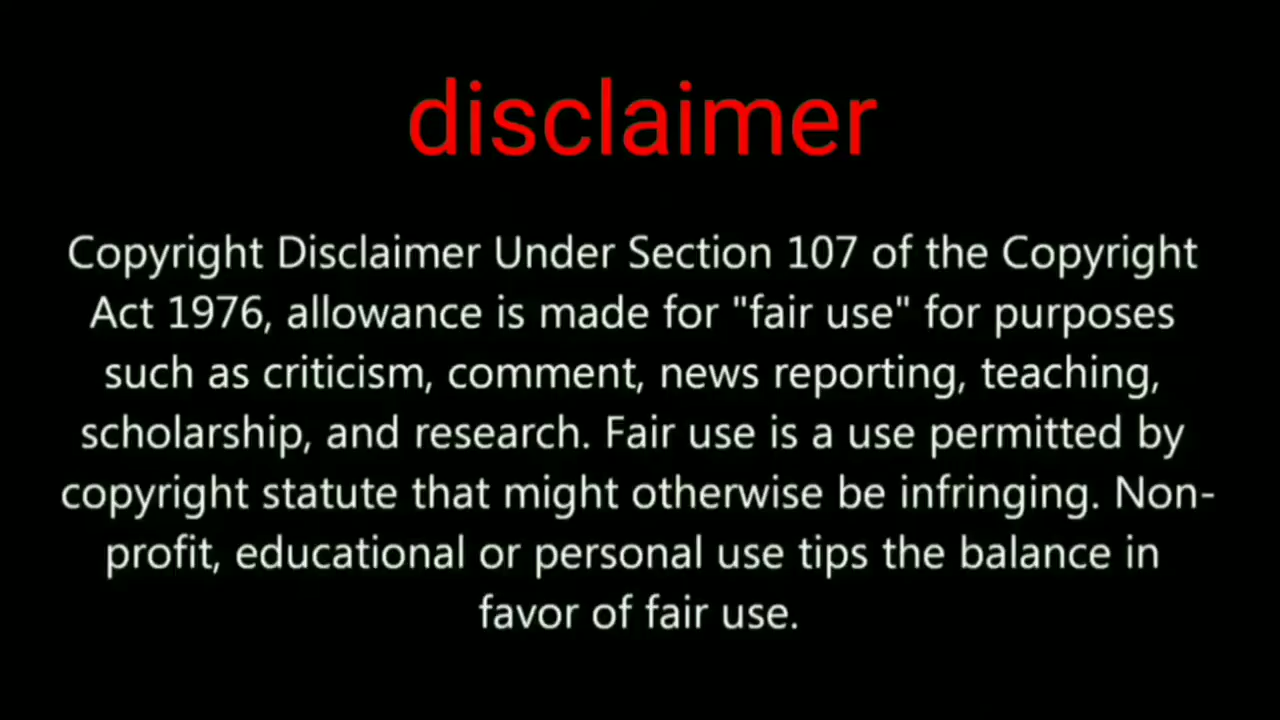 disclaimer
Copyright Disclaimer Under Section 107 of the Copyright
Act 1976, allowance is made for "fair use" for purposes
such as criticism, comment, news reporting, teaching,
scholarship, and research. Fair use is a use permitted by
copyright statute that might otherwise be infringing. Non-
profit, educational or personal use tips the balance in
favor of fair use.